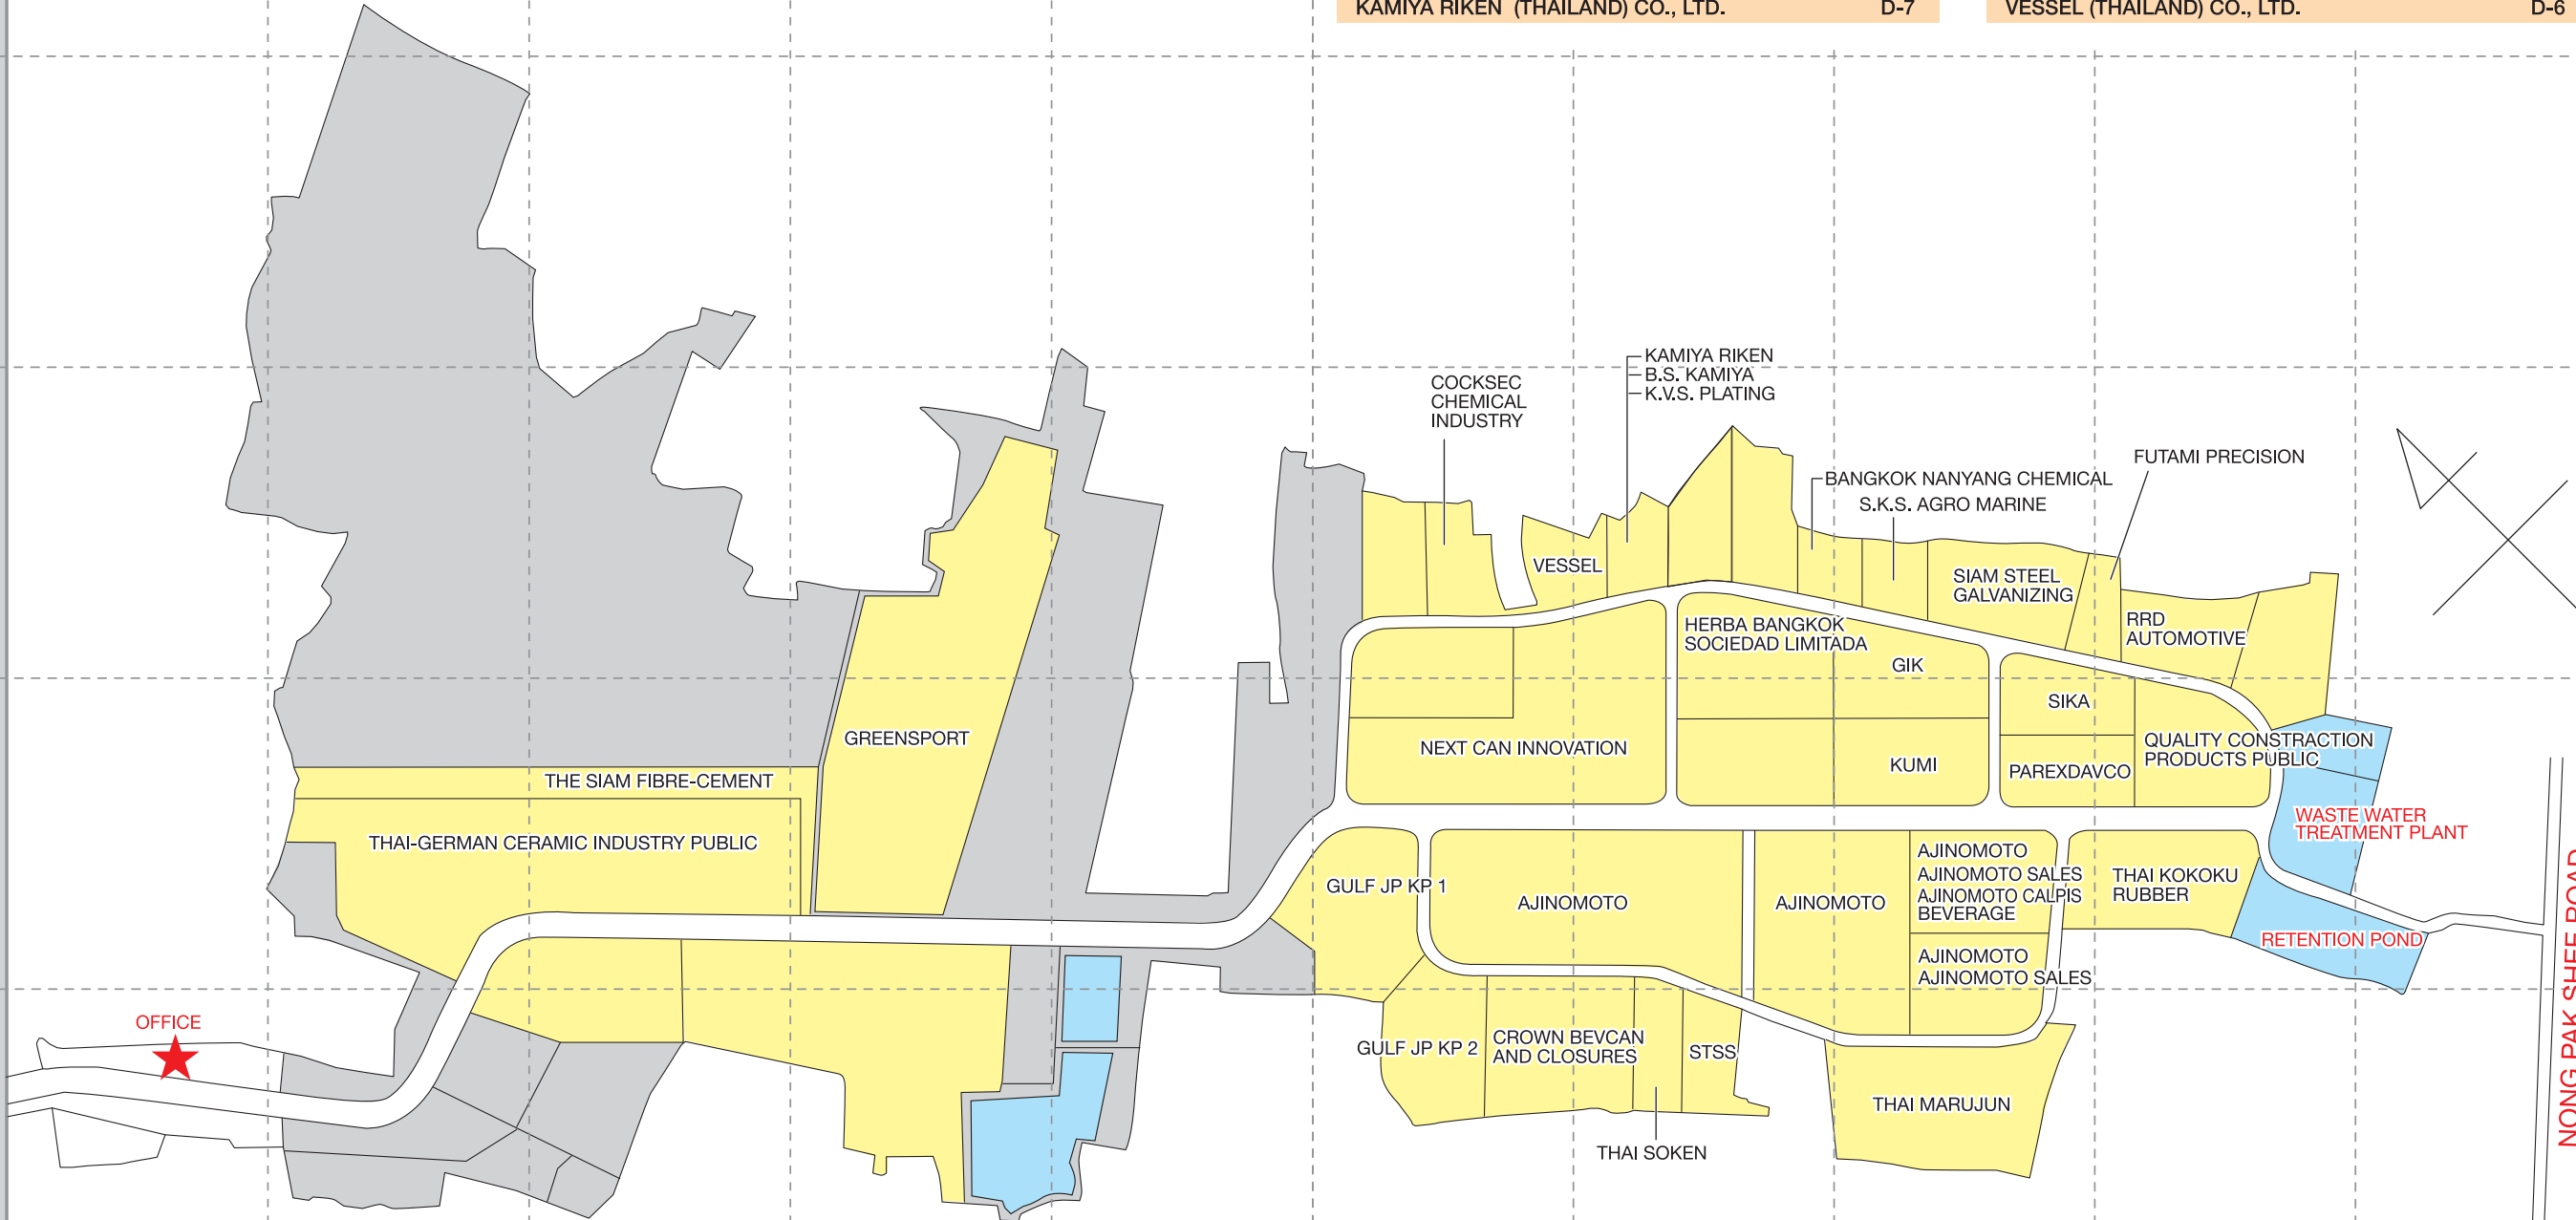 KAMIYA RIKEN (THAILAND) CO., LTD. D-7
VESSEL (THAILAND) CO., LTD. D-6
KAMIYA RIKEN
B.S. KAMIYA
K.V.S. PLATING
COCKSEC
CHEMICAL
INDUSTRY
FUTAMI PRECISION
BANGKOK NANYANG CHEMICAL
S.K.S. AGRO MARINE
VESSEL
SIAM STEEL
GALVANIZING
HERBA BANGKOK
SOCIEDAD LIMITADA
RRD
AUTOMOTIVE
GIK
SIKA
GREENSPORT
NEXT CAN INNOVATION
QUALITY CONSTRACTION
PRODUCTS PUBLIC
KUMI
PAREXDAVCO
THE SIAM FIBRE-CEMENT
THAI-GERMAN CERAMIC INDUSTRY PUBLIC
WASTE WATER
TREATMENT PLANT
GULF JP KP 1
AJINOMOTO
AJINOMOTO
AJINOMOTO
AJINOMOTO SALES
AJINOMOTO CALPIS
BEVERAGE
THAI KOKOKU
RUBBER
RETENTION POND
AJINOMOTO
AJINOMOTO SALES
OFFICE
GULF JP KP 2
CROWN BEVCAN
AND CLOSURES
STSS
THAI MARUJUN
THAI SOKEN
NONG PAK SHEE ROAD